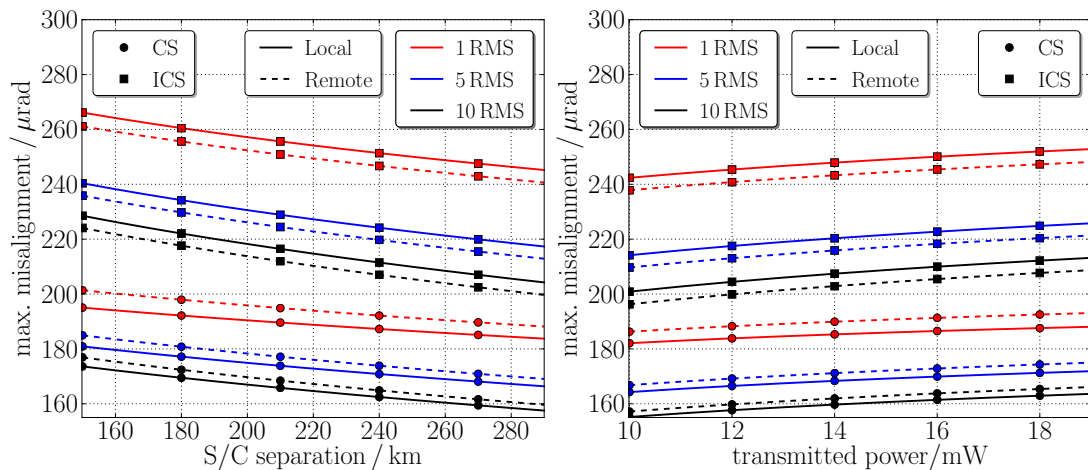 max. misalignment / μrad
300
280
260
240
220
200
180
160
160 180 200 220 240 260 280
S/C separation / km
CS
ICS
Local
Remote
1 RMS
5 RMS
10 RMS
max. misalignment / μrad
300
280
260
240
220
200
180
160
10 12 14 16 18
transmitted power/mW
1 RMS
5 RMS
10 RMS
Local
Remote
CS
ICS